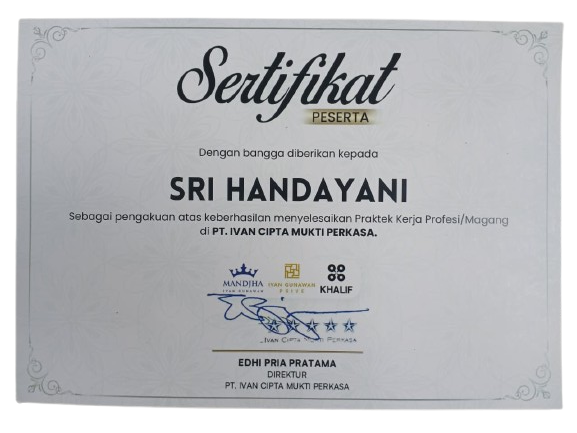 Sertifikat
PESERTA
Dengan bangga diberikan kepada
SRI HANDAYANI
Sebagai pengakuan atas keberhasilan menyelesaikan Praktek Kerja Profesi/Magang
di PT. IVAN CIPTA MUKTI PERKASA.
MANDJHA IVAN GUNAWAN KHALIF
IVAN GUNAWAN PRIVE
IVAN CIPTA MUKTI PERKASA
EDHI PRIA PRATAMA
DIREKTUR
PT. IVAN CIPTA MUKTI PERKASA